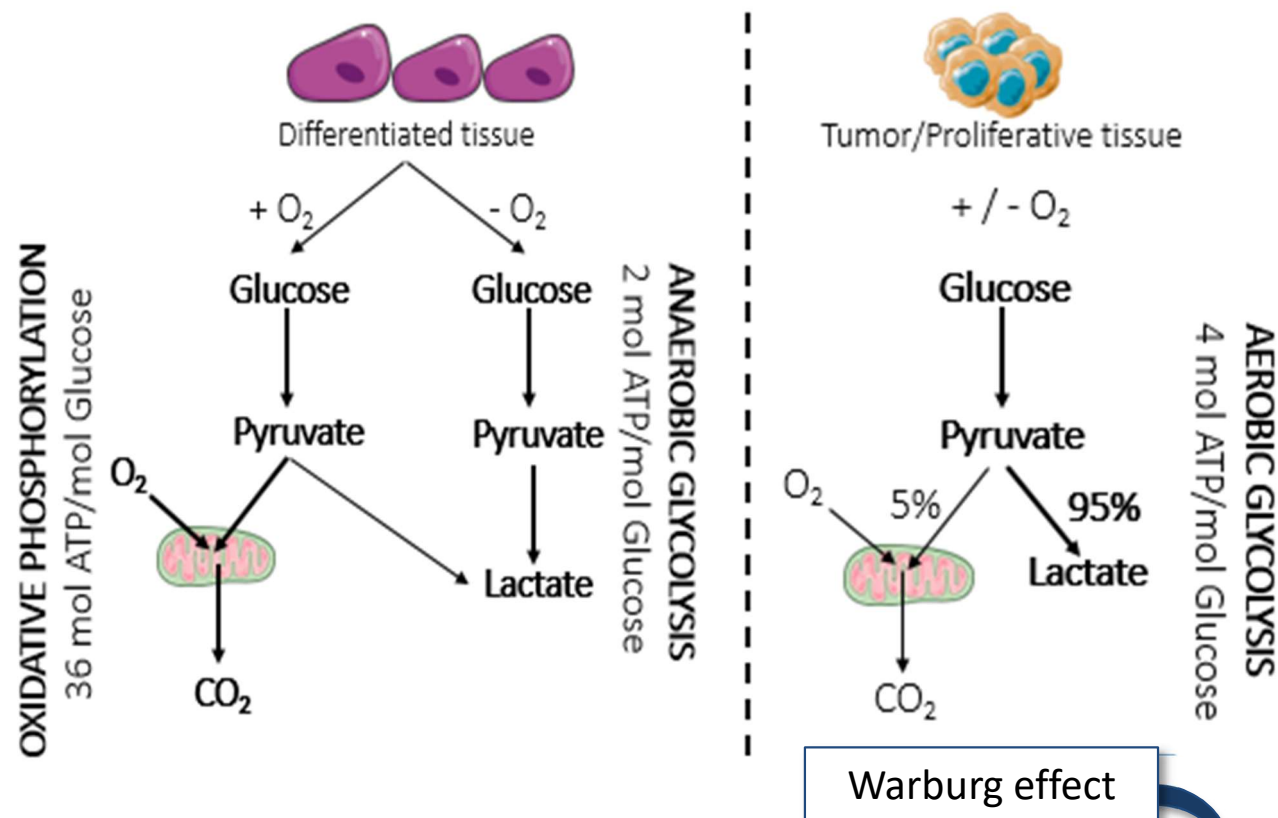 Differentiated tissue
+ O₂
- O₂
Glucose
Glucose
Pyruvate
Pyruvate
O₂
Lactate
CO₂
OXIDATIVE PHOSPHORYLATION
36 mol ATP/mol Glucose
ANAEROBIC GLYCOLYSIS
2 mol ATP/mol Glucose
Tumor/Proliferative tissue
+ / - O₂
Glucose
Pyruvate
O₂
5%
95%
Lactate
CO₂
AEROBIC GLYCOLYSIS
4 mol ATP/mol Glucose
Warburg effect